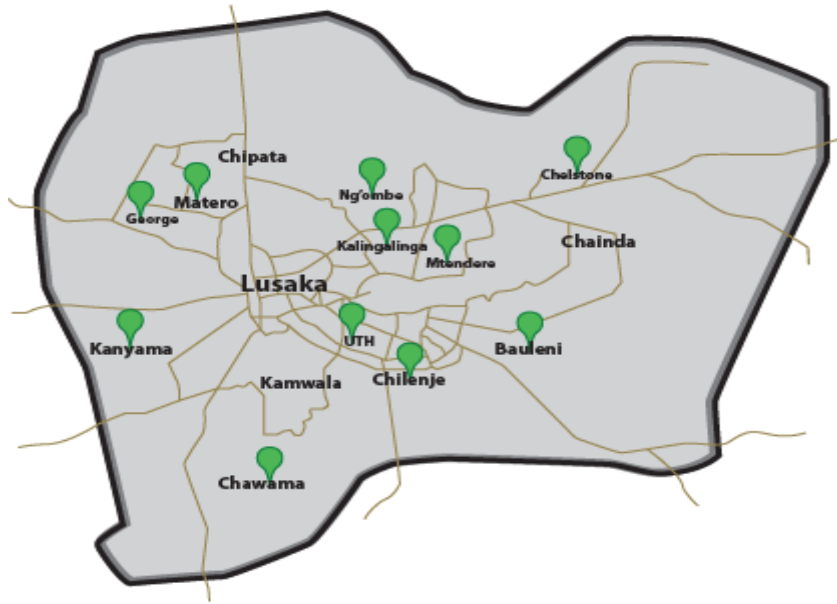 Chipata
Chelstone
Ng'ombe
Matero
George
Kalingalinga
Chainda
Mtendere
Lusaka
UTH
Kanyama
Bauleni
Chilenje
Kamwala
Chawama